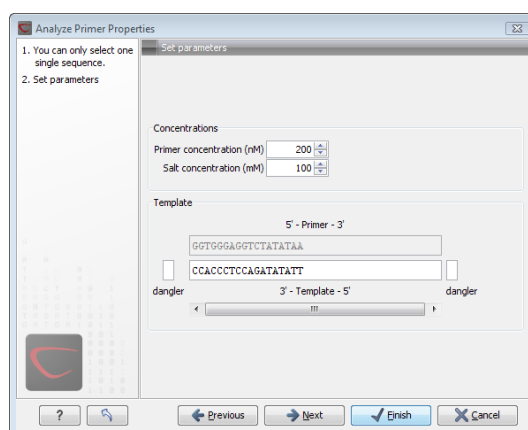 Analyze Primer Properties
1. You can only select one
single sequence.
2. Set parameters
Set parameters
Concentrations
Primer concentration (nM) 200
Salt concentration (mM) 100
Template
5' - Primer - 3'
GGTGGGAGGTCTATATAA
CCACCCTCCAGATATATT
dangler 3' - Template - 5' dangler
? Previous Next Finish Cancel